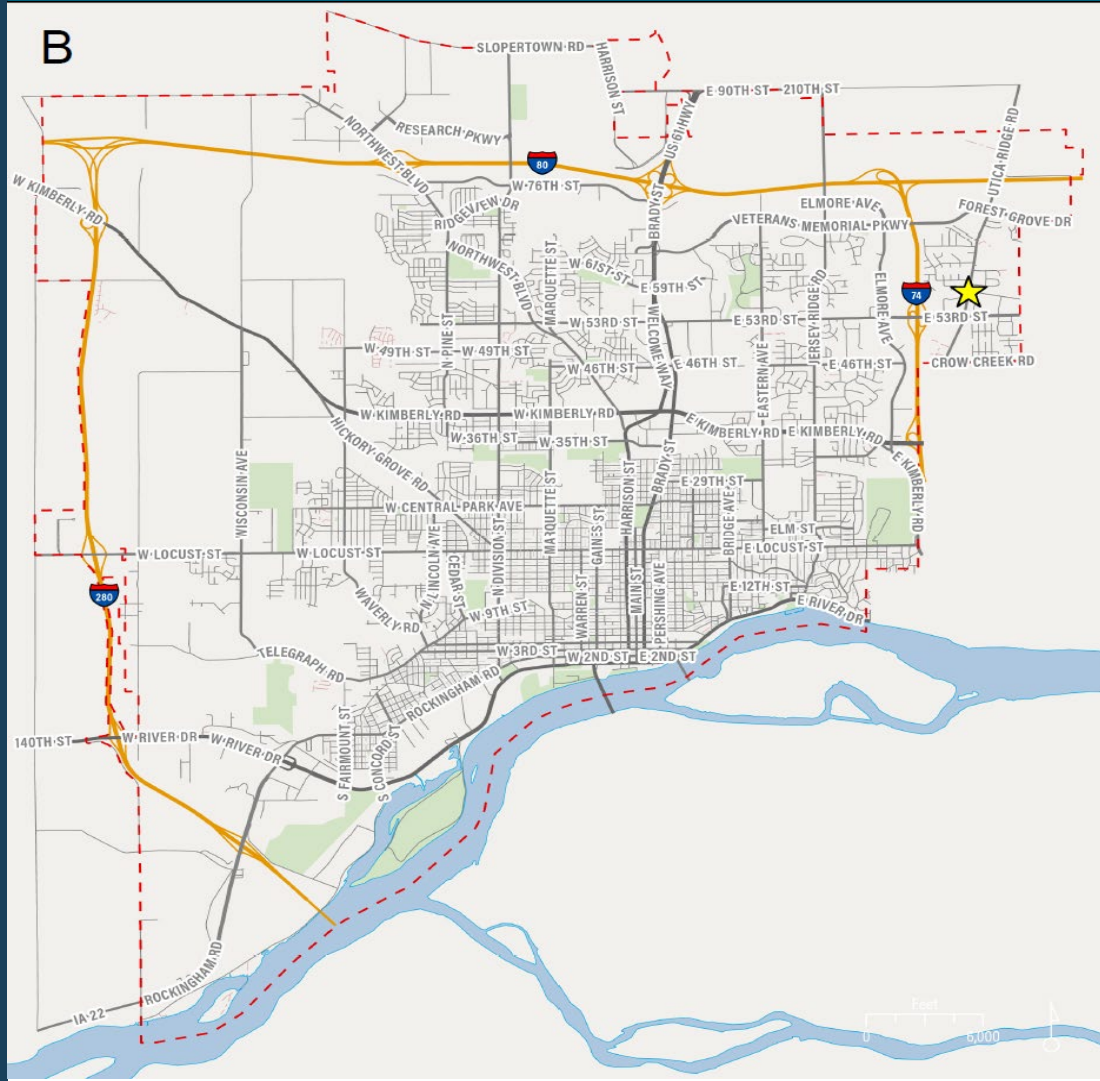 B
SLOPERTOWN RD
HARRISON ST
E 90TH ST
210TH ST
US 61 HWY
UTICA RIDGE RD
RESEARCH PKWY
NORTHWEST BLVD
80
W 76TH ST
W KIMBERLY RD
RIDGEVIEW DR
BRADY ST
ELMORE AVE
FOREST GROVE DR
VETERANS MEMORIAL PKWY
NORTHWEST BLVD
MARQUETTE ST
W 61ST ST
E 59TH ST
JERSEY RIDGE RD
ELMORE AVE
74
N PINE ST
W 53RD ST
WELCOME WAY
E 53RD ST
E 53RD ST
W 49TH ST
W 49TH ST
W 46TH ST
E 46TH ST
EASTERN AVE
E 46TH ST
CROW CREEK RD
W KIMBERLY RD
W KIMBERLY RD
E KIMBERLY RD
E KIMBERLY RD
E KIMBERLY RD
HICKORY GROVE RD
W 36TH ST
W 35TH ST
WISCONSIN AVE
MARQUETTE ST
HARRISON ST
BRADY ST
E 29TH ST
W CENTRAL PARK AVE
GAINES ST
BRIDGE AVE
ELM ST
W LOCUST ST
W LOCUST ST
N LINCOLN AVE
CEDAR ST
N DIVISION ST
E LOCUST ST
280
WAVERLY RD
W 9TH ST
WARREN ST
MAIN ST
PERSHING AVE
E 12TH ST
E RIVER DR
TELEGRAPH RD
W 3RD ST
W 2ND ST
E 2ND ST
ROCKINGHAM RD
140TH ST
W RIVER DR
W RIVER DR
S FAIRMOUNT ST
S CONCORD ST
ROCKINGHAM RD
IA 22
Feet
0
6,000